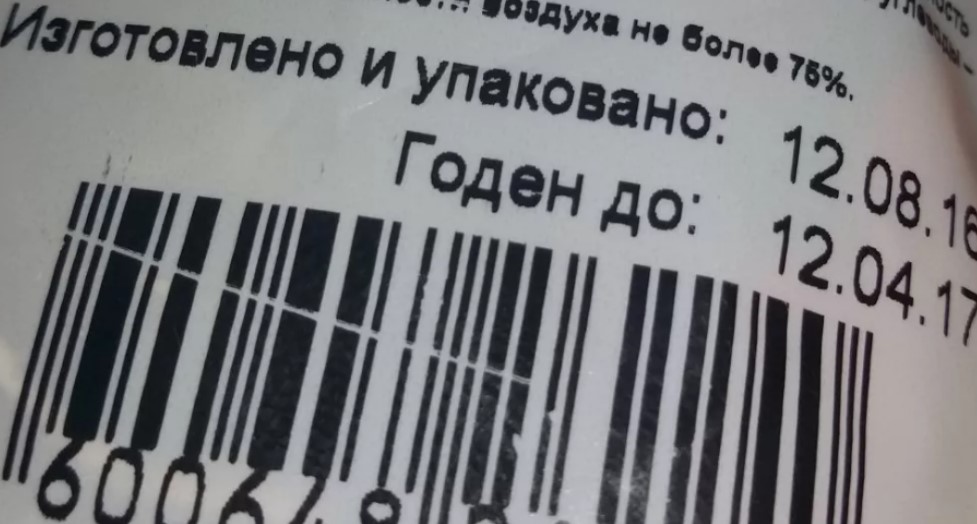 воздуха не более 75%.
Изготовлено и упаковано: 12.08.16
Годен до: 12.04.17